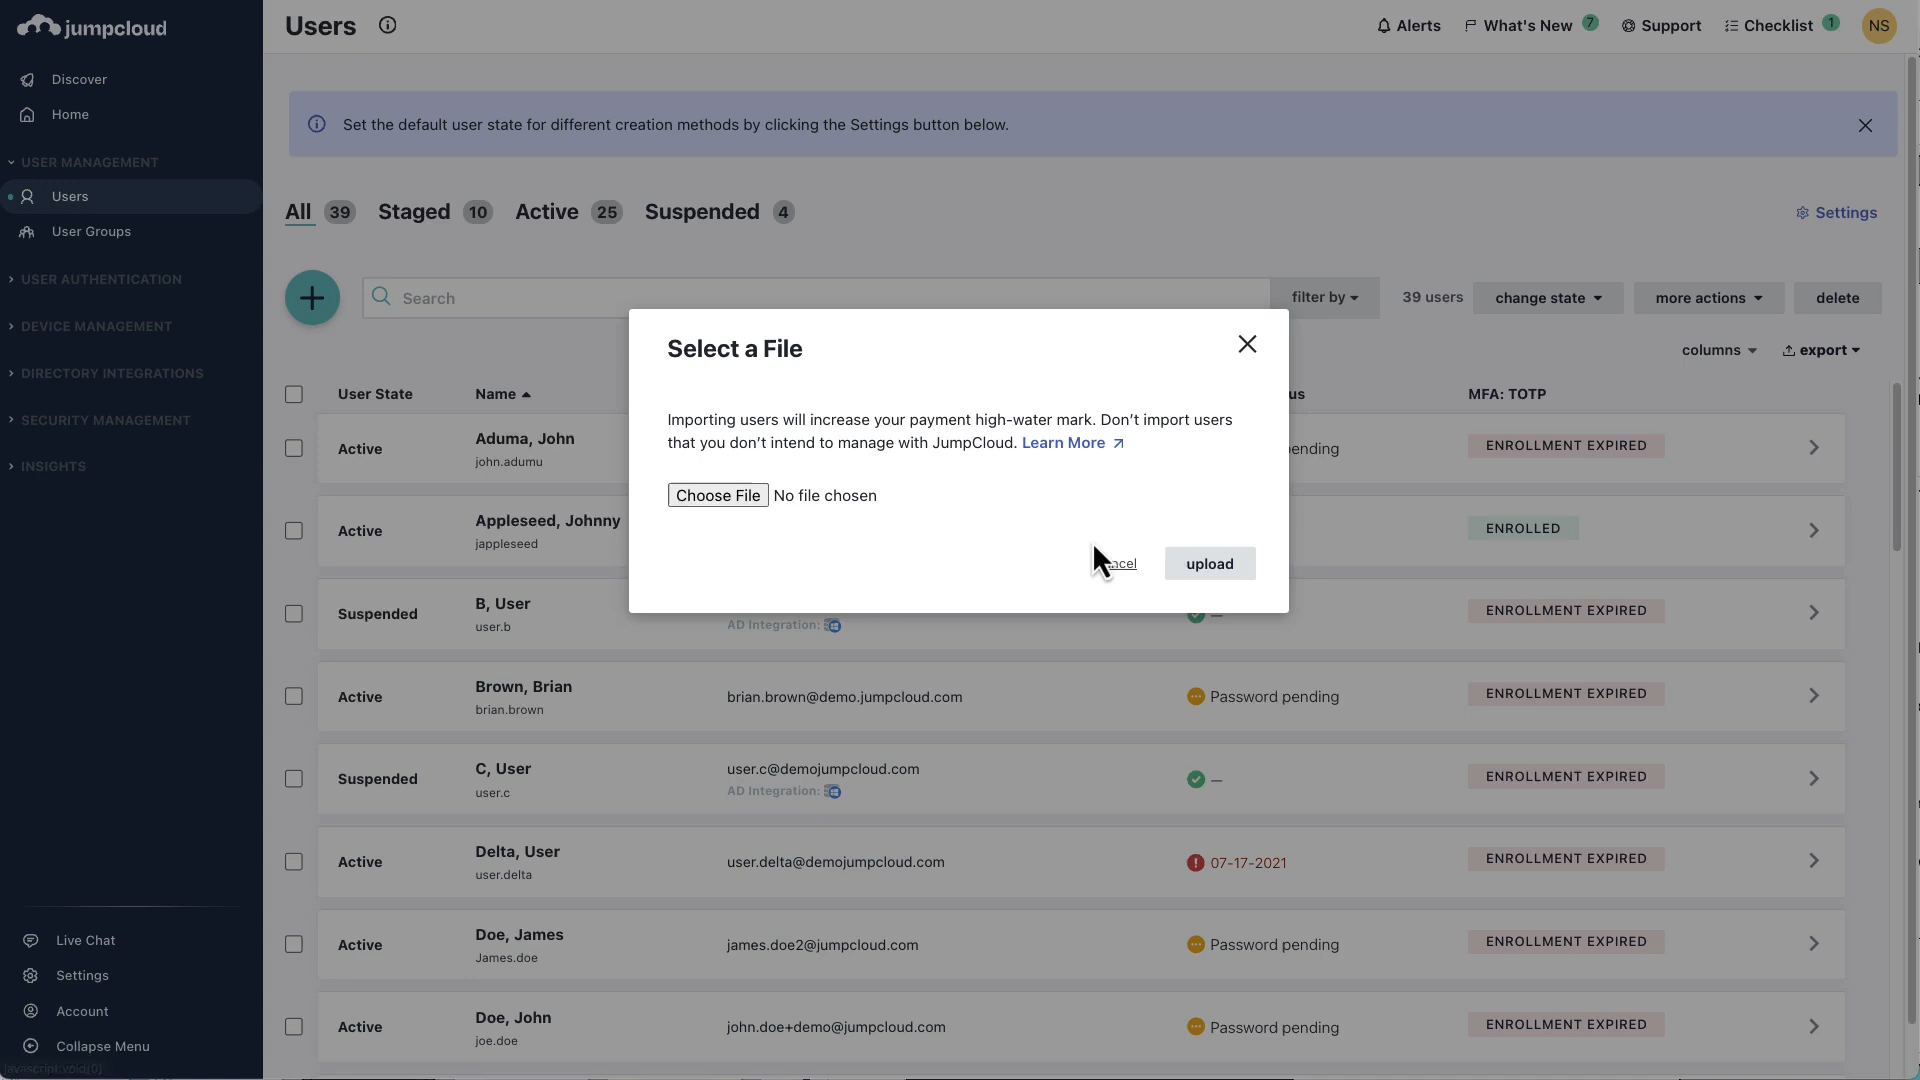 jumpcloud
Users
Alerts
What's New 7
Support
Checklist 1
NS
Discover
Home
USER MANAGEMENT
Users
User Groups
USER AUTHENTICATION
DEVICE MANAGEMENT
DIRECTORY INTEGRATIONS
SECURITY MANAGEMENT
INSIGHTS
Live Chat
Settings
Account
Collapse Menu
javascript:void(0)
Set the default user state for different creation methods by clicking the Settings button below.
All 39 Staged 10 Active 25 Suspended 4
Settings
Search
filter by
39 users
change state
more actions
delete
columns
export
Select a File
Importing users will increase your payment high-water mark. Don’t import users
that you don’t intend to manage with JumpCloud. Learn More
Choose File No file chosen
upload
User State Name MFA: TOTP
Active Aduma, John ENROLLMENT EXPIRED
john.adumu
Active Appleseed, Johnny ENROLLED
jappleseed
Suspended B, User — ENROLLMENT EXPIRED
user.b AD Integration:
Active Brown, Brian brian.brown@demo.jumpcloud.com Password pending ENROLLMENT EXPIRED
brian.brown
Suspended C, User user.c@demojumpcloud.com — ENROLLMENT EXPIRED
user.c AD Integration:
Active Delta, User user.delta@demojumpcloud.com 07-17-2021 ENROLLMENT EXPIRED
user.delta
Active Doe, James james.doe2@jumpcloud.com Password pending ENROLLMENT EXPIRED
James.doe
Active Doe, John john.doe+demo@jumpcloud.com Password pending ENROLLMENT EXPIRED
joe.doe